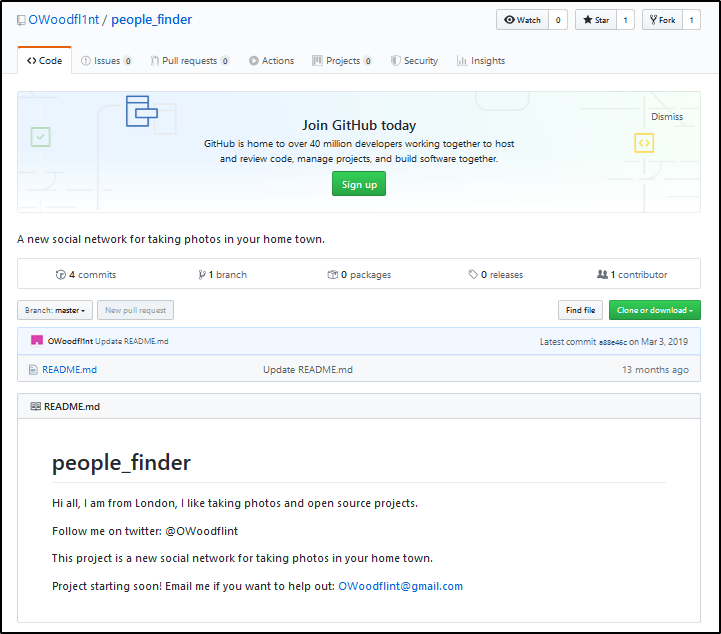 OWoodfl1nt / people_finder
Watch 0 Star 1 Fork 1
Code Issues 0 Pull requests 0 Actions Projects 0 Security Insights
Dismiss
Join GitHub today
GitHub is home to over 40 million developers working together to host
and review code, manage projects, and build software together.
Sign up
A new social network for taking photos in your home town.
4 commits 1 branch 0 packages 0 releases 1 contributor
Branch: master New pull request Find file Clone or download
OWoodfl1nt Update README.md Latest commit a88e46c on Mar 3, 2019
README.md Update README.md 13 months ago
README.md
people_finder
Hi all, I am from London, I like taking photos and open source projects.
Follow me on twitter: @OWoodflint
This project is a new social network for taking photos in your home town.
Project starting soon! Email me if you want to help out: OWoodflint@gmail.com